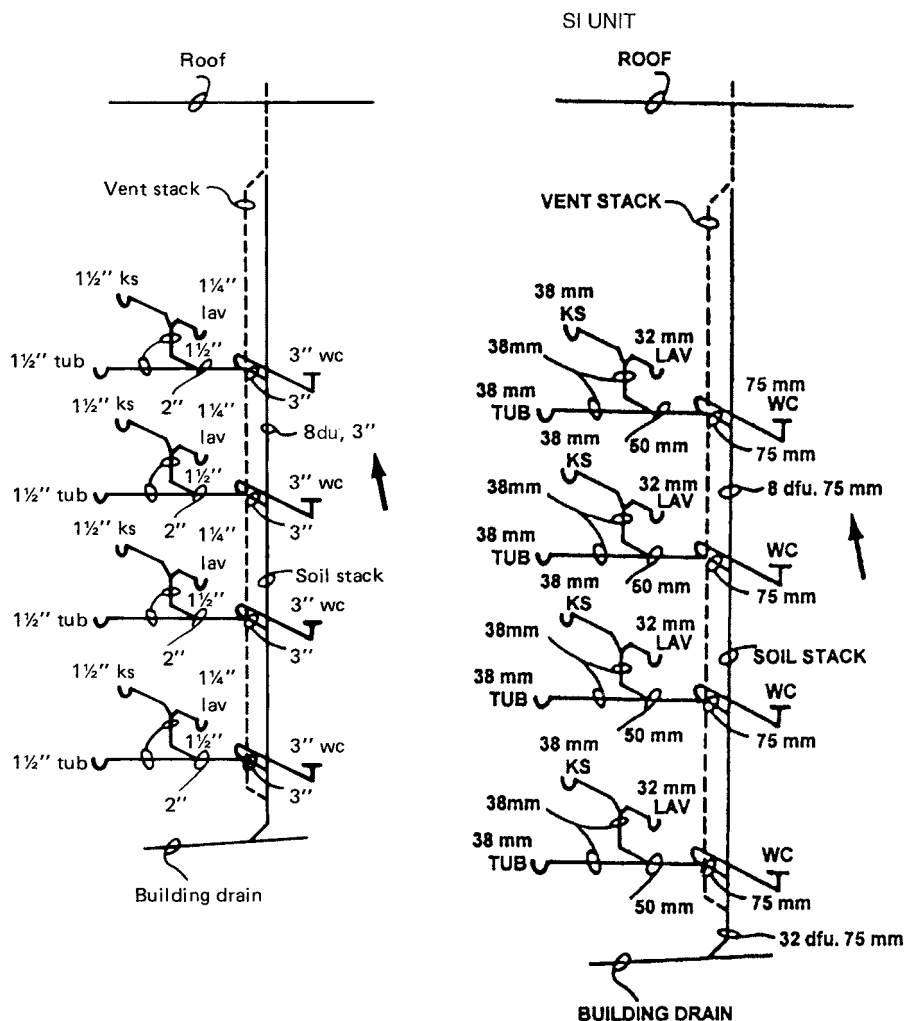 SI UNIT
Roof
Vent stack
1½" ks
1¼"
lav
1½" tub
1½"
2"
3" wc
3"
1½" ks
1¼"
lav
8du, 3"
1½" tub
1½"
2"
3" wc
3"
1½" ks
1¼"
lav
Soil stack
1½" tub
1½"
2"
3" wc
3"
1½" ks
1¼"
lav
1½" tub
1½"
2"
3" wc
3"
Building drain
ROOF
VENT STACK
38 mm
KS
32 mm
LAV
38mm
38 mm
TUB
75 mm
WC
50 mm
75 mm
38 mm
KS
32 mm
LAV
8 dfu. 75 mm
38mm
38 mm
TUB
WC
50 mm
75 mm
38 mm
KS
32 mm
LAV
SOIL STACK
38mm
38 mm
TUB
WC
50 mm
75 mm
38 mm
KS
32 mm
LAV
38mm
38 mm
TUB
WC
50 mm
75 mm
32 dfu. 75 mm
BUILDING DRAIN